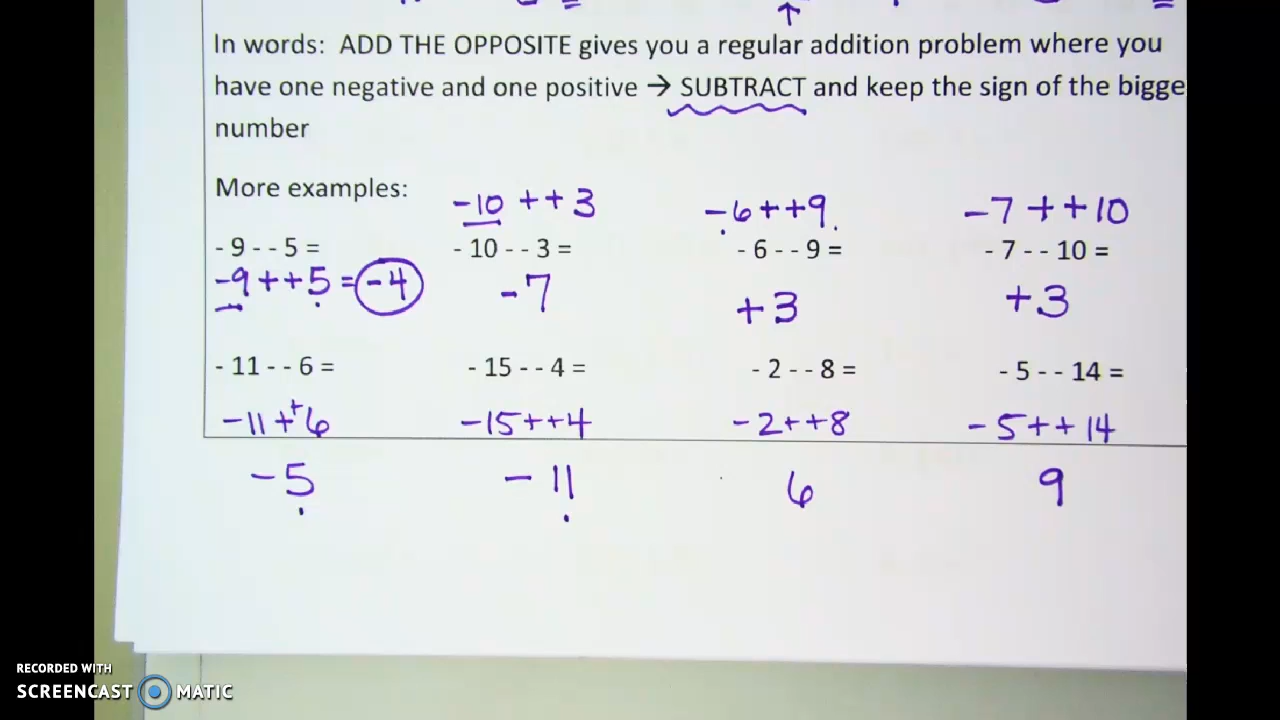 In words: ADD THE OPPOSITE gives you a regular addition problem where you
have one negative and one positive → SUBTRACT and keep the sign of the bigge
number
More examples:
-10 + +3
-6 + +9
-7 + +10
- 9 - - 5 =
- 10 - - 3 =
- 6 - - 9 =
- 7 - - 10 =
-9 + +5 = -4
-7
+3
+3
- 11 - - 6 =
- 15 - - 4 =
- 2 - - 8 =
- 5 - - 14 =
-11 + +6
-15 + +4
-2 + +8
-5 + +14
-5
-11
6
9
RECORDED WITH
SCREENCAST MATIC